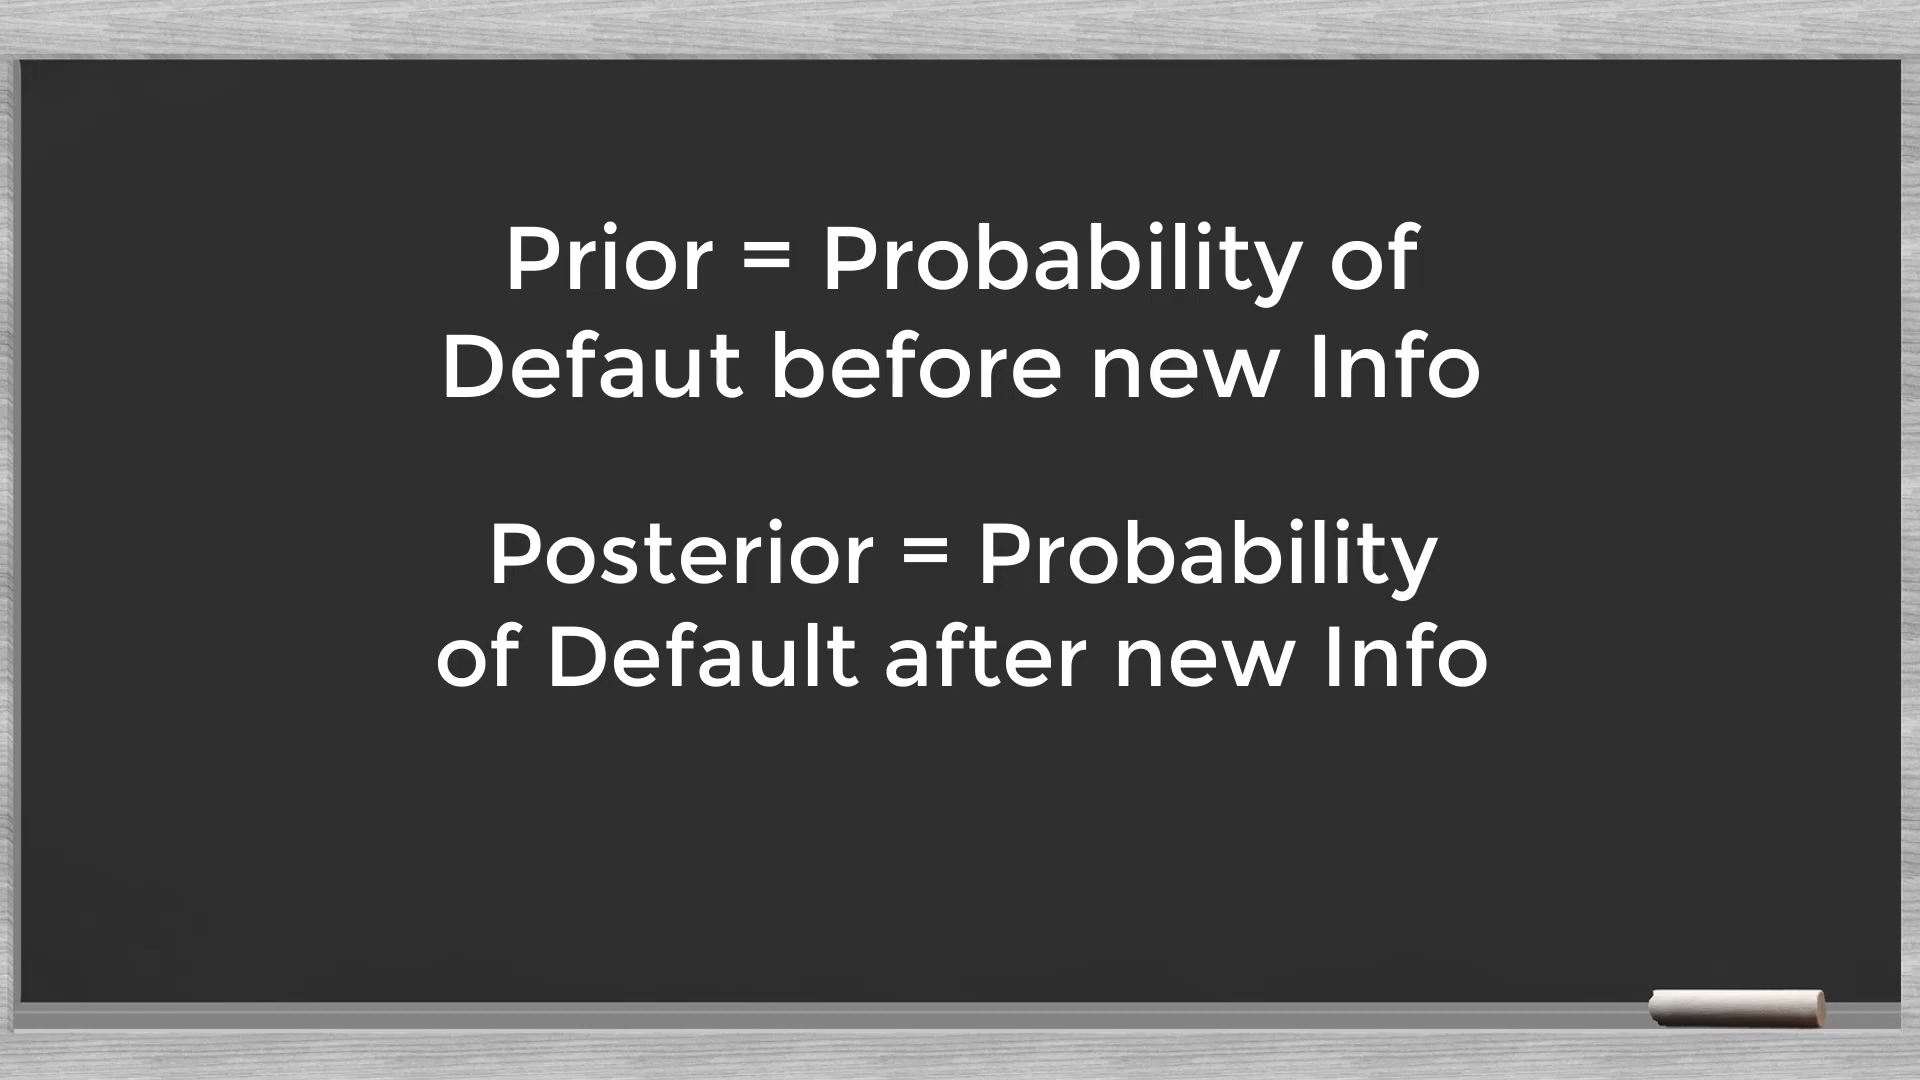 Prior = Probability of
Defaut before new Info
Posterior = Probability
of Default after new Info